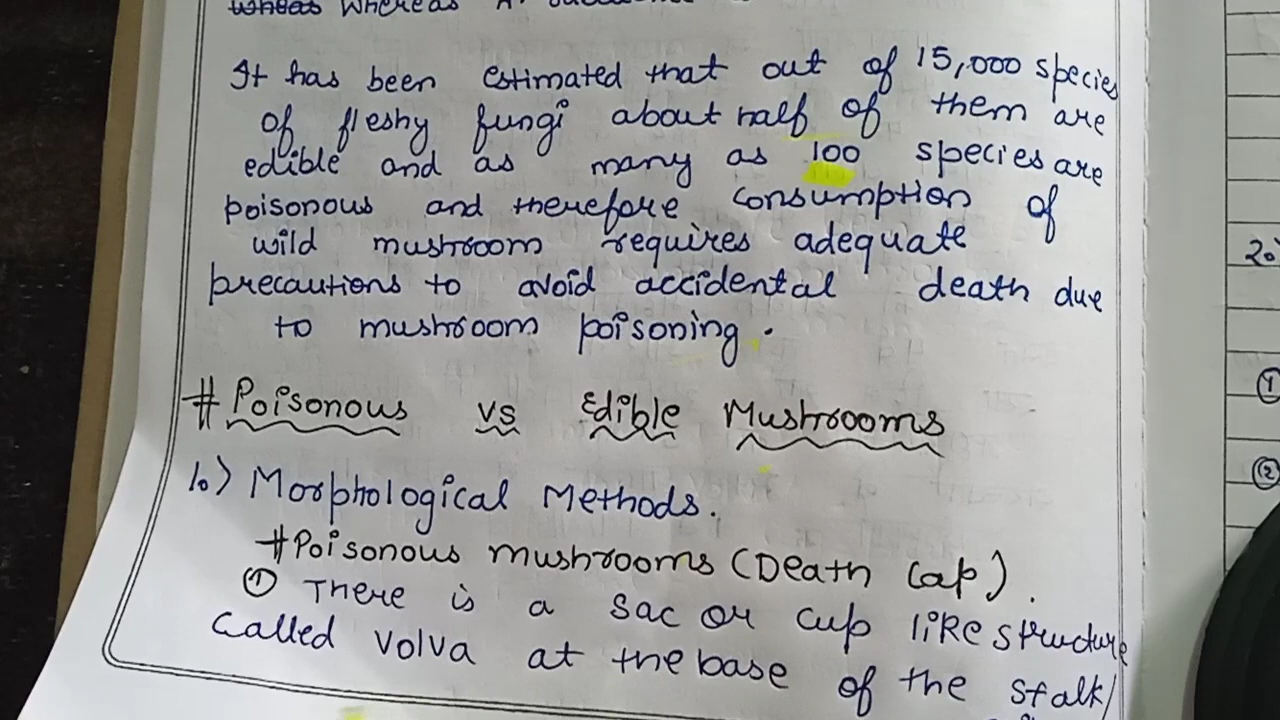 Whereas
It has been estimated that out of 15,000 species
of fleshy fungi about half of them are
edible and as many as 100 species are
poisonous and therefore consumption of
wild mushroom requires adequate
precautions to avoid accidental death due
to mushroom poisoning.
# Poisonous vs Edible Mushrooms
1.) Morphological Methods.
# Poisonous mushrooms (Death Cap).
① There is a sac or cup like structure
called volva at the base of the stalk/
①
②